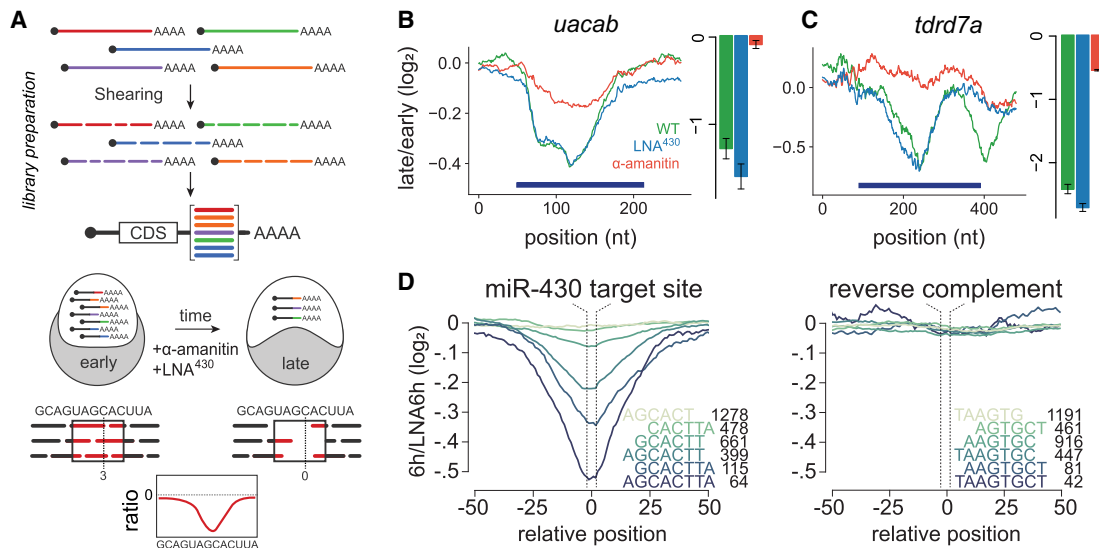 A
AAAA
AAAA
AAAA
AAAA
AAAA
library preparation
Shearing
AAAA
AAAA
AAAA
AAAA
AAAA
CDS
AAAA
AAAA
AAAA
AAAA
AAAA
AAAA
AAAA
AAAA
early
time
+α-amanitin
+LNA⁴³⁰
AAAA
AAAA
AAAA
late
GCAGUAGCACUUA
GCAGUAGCACUUA
3
0
ratio
0
GCAGUAGCACUUA
B
uacab
late/early (log₂)
0.0
−0.2
−0.4
WT
LNA⁴³⁰
α-amanitin
0
100
200
position (nt)
0
−1
C
tdrd7a
0.0
−0.5
0
200
400
position (nt)
0
−1
−2
D
miR-430 target site
6h/LNA6h (log₂)
0
-.1
-.2
-.3
-.4
-.5
AGCACT 1278
CACTTA 478
GCACTT 661
AGCACTT 399
GCACTTA 115
AGCACTTA 64
-50
-25
0
25
50
relative position
reverse complement
0
-.1
-.2
-.3
-.4
-.5
TAAGTG 1191
AGTGCT 461
AAGTGC 916
TAAGTGC 447
AAGTGCT 81
TAAGTGCT 42
-50
-25
0
25
50
relative position